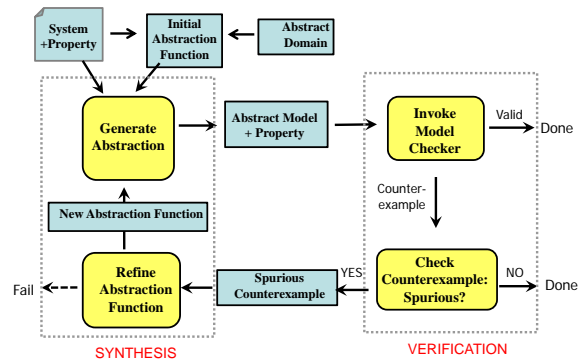 System
+Property
Initial
Abstraction
Function
Abstract
Domain
Generate
Abstraction
Abstract Model
+ Property
Invoke
Model
Checker
Valid
Done
Counter-
example
New Abstraction Function
Refine
Abstraction
Function
Fail
Spurious
Counterexample
YES
Check
Counterexample:
Spurious?
NO
Done
SYNTHESIS
VERIFICATION